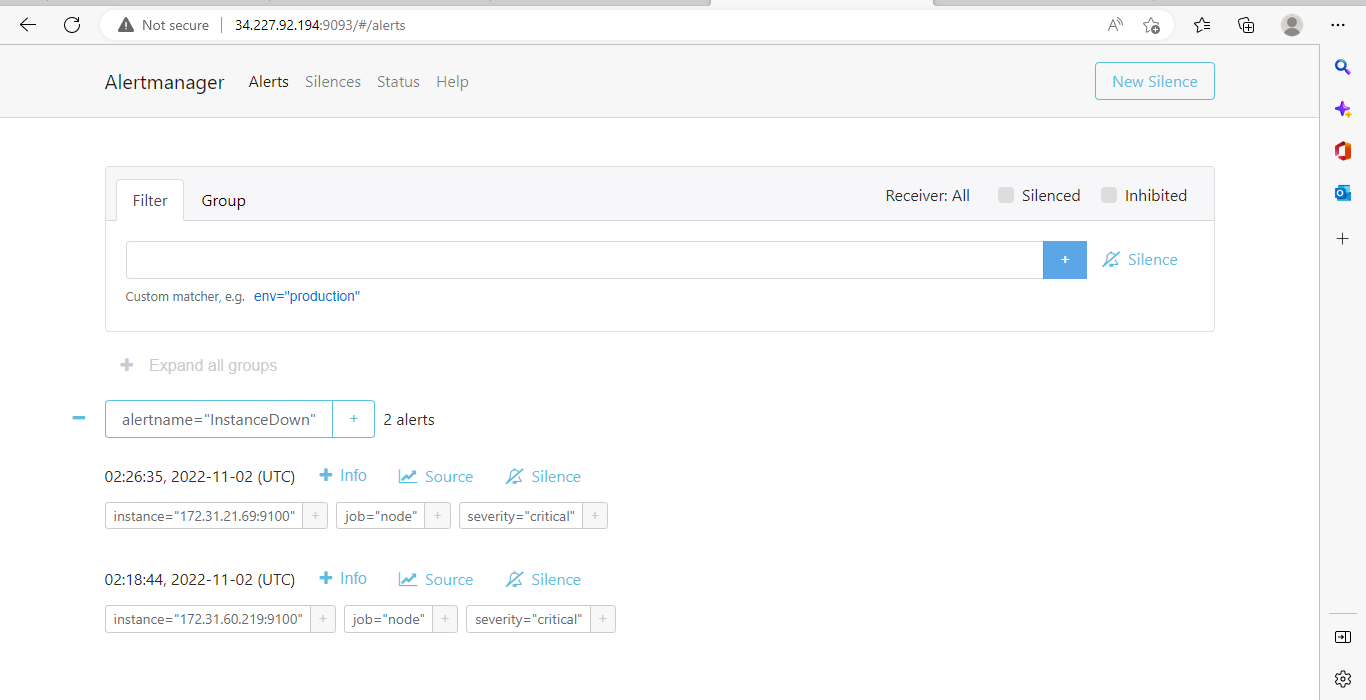 Not secure | 34.227.92.194:9093/#/alerts
Alertmanager Alerts Silences Status Help New Silence
Filter Group Receiver: All Silenced Inhibited
+ Silence
Custom matcher, e.g. env="production"
+ Expand all groups
alertname="InstanceDown" + 2 alerts
02:26:35, 2022-11-02 (UTC) + Info Source Silence
instance="172.31.21.69:9100" + job="node" + severity="critical" +
02:18:44, 2022-11-02 (UTC) + Info Source Silence
instance="172.31.60.219:9100" + job="node" + severity="critical" +